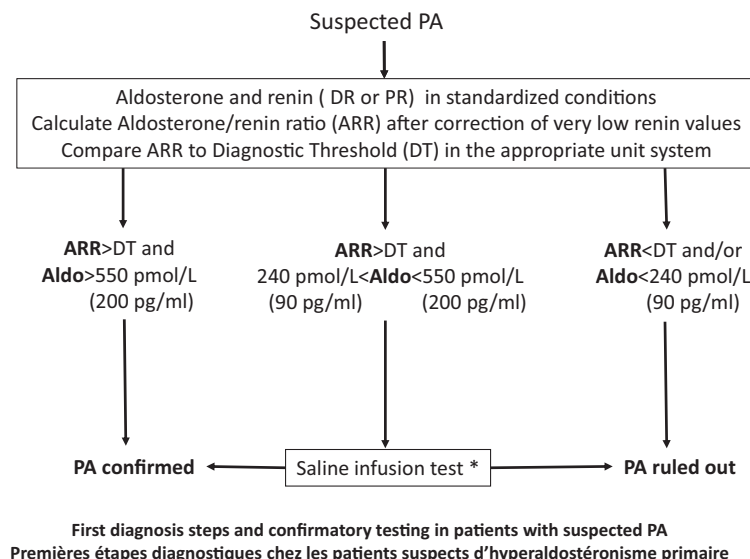 Suspected PA
Aldosterone and renin ( DR or PR) in standardized conditions
Calculate Aldosterone/renin ratio (ARR) after correction of very low renin values
Compare ARR to Diagnostic Threshold (DT) in the appropriate unit system
ARR>DT and
Aldo>550 pmol/L
(200 pg/ml)
ARR>DT and
240 pmol/L<Aldo<550 pmol/L
(90 pg/ml) (200 pg/ml)
ARR<DT and/or
Aldo<240 pmol/L
(90 pg/ml)
PA confirmed
Saline infusion test *
PA ruled out
First diagnosis steps and confirmatory testing in patients with suspected PA
Premières étapes diagnostiques chez les patients suspects d'hyperaldostéronisme primaire